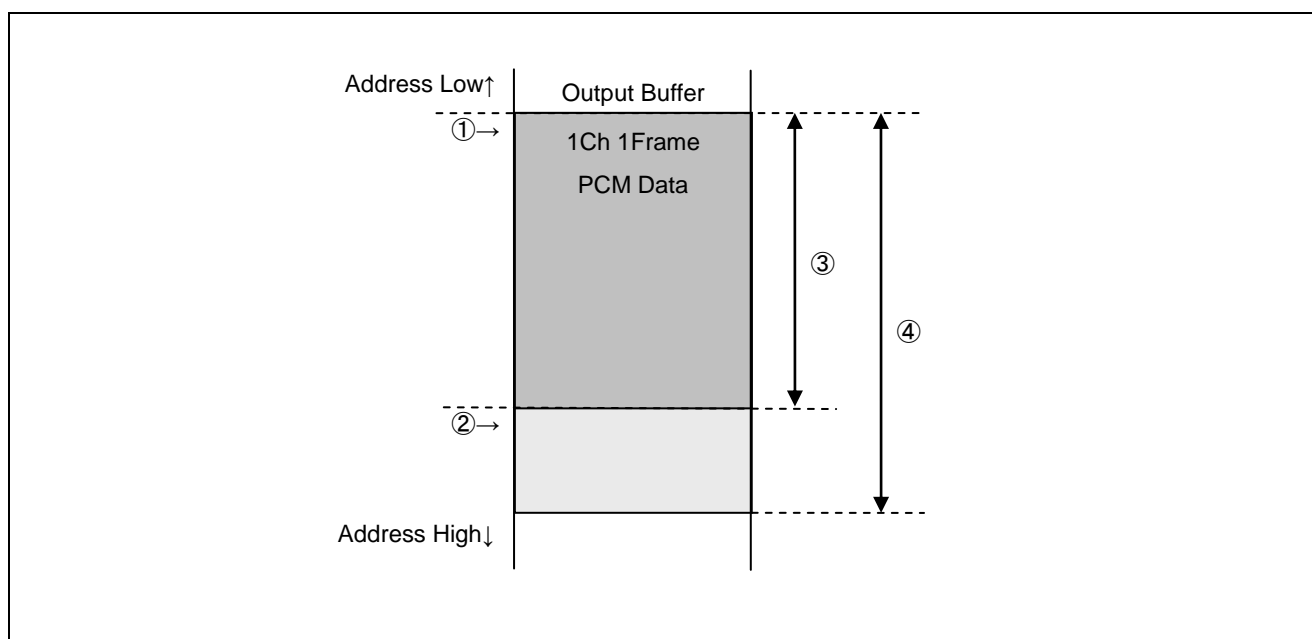 Address Low↑
Output Buffer
①→
1Ch 1Frame
PCM Data
③
④
②→
Address High↓